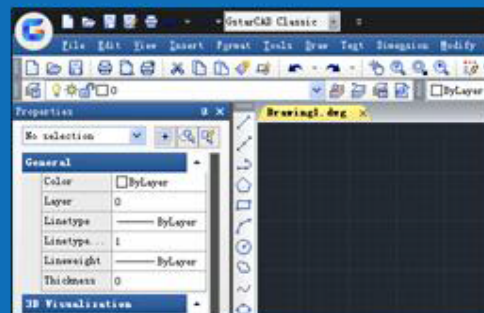 GstarCAD Classic
File Edit View Insert Format Tools Draw Text Dimension Modify
0 ByLayer
Properties
Drawing1.dwg
No selection
General
Color ByLayer
Layer 0
Linetype ByLayer
Linetype... 1
Lineweight ByLayer
Thickness 0
3D Visualization